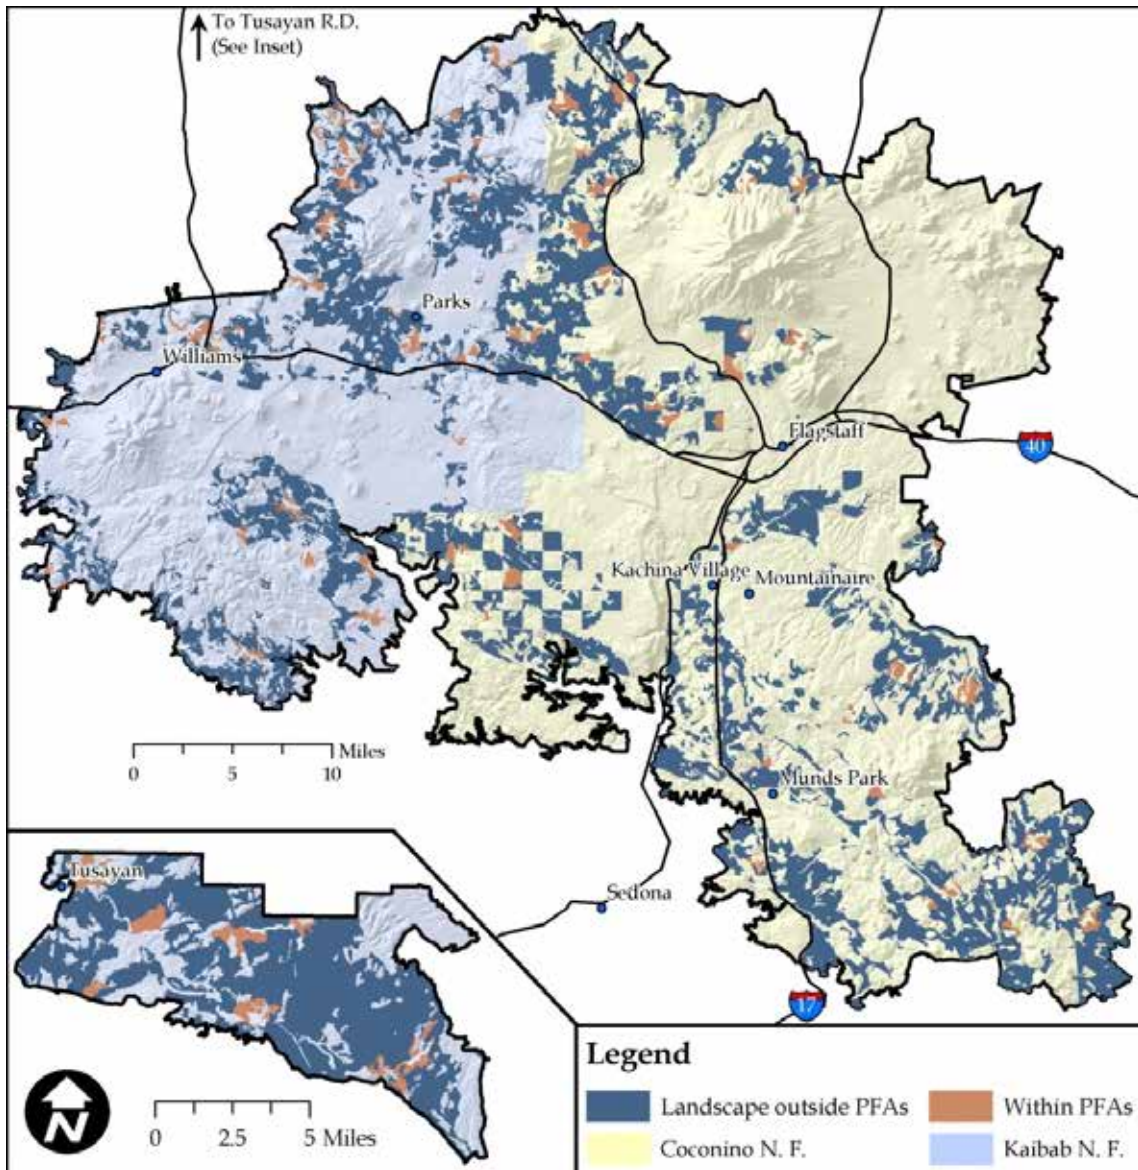 To Tusayan R.D.
(See Inset)
Parks
Williams
Flagstaff
40
Kachina Village
Mountainaire
Miles
0 5 10
Munds Park
Tusayan
Sedona
17
N
0 2.5 5 Miles
Legend
Landscape outside PFAs
Within PFAs
Coconino N. F.
Kaibab N. F.